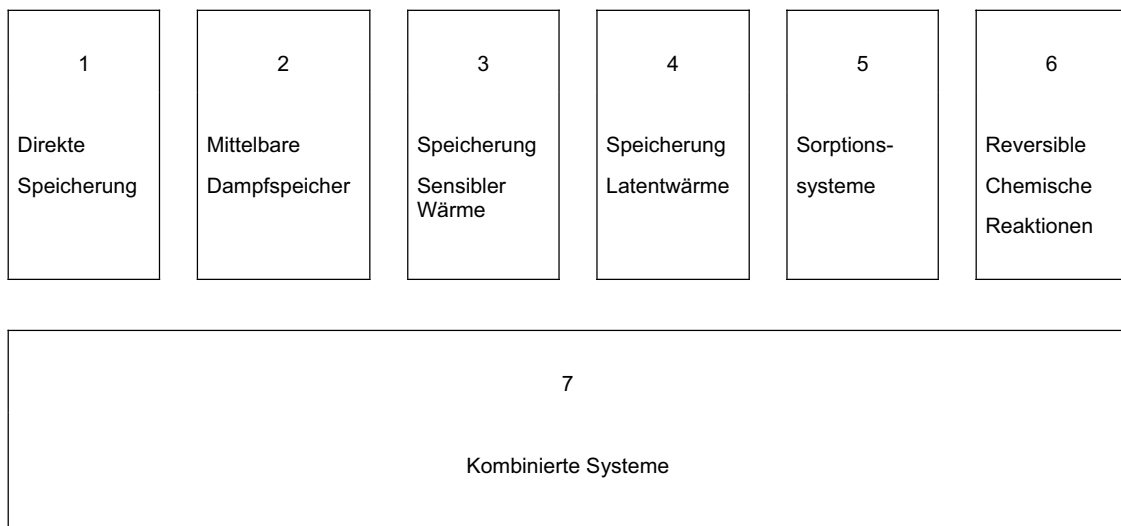 1
Direkte
Speicherung
2
Mittelbare
Dampfspeicher
3
Speicherung
Sensibler
Wärme
4
Speicherung
Latentwärme
5
Sorptions-
systeme
6
Reversible
Chemische
Reaktionen
7
Kombinierte Systeme